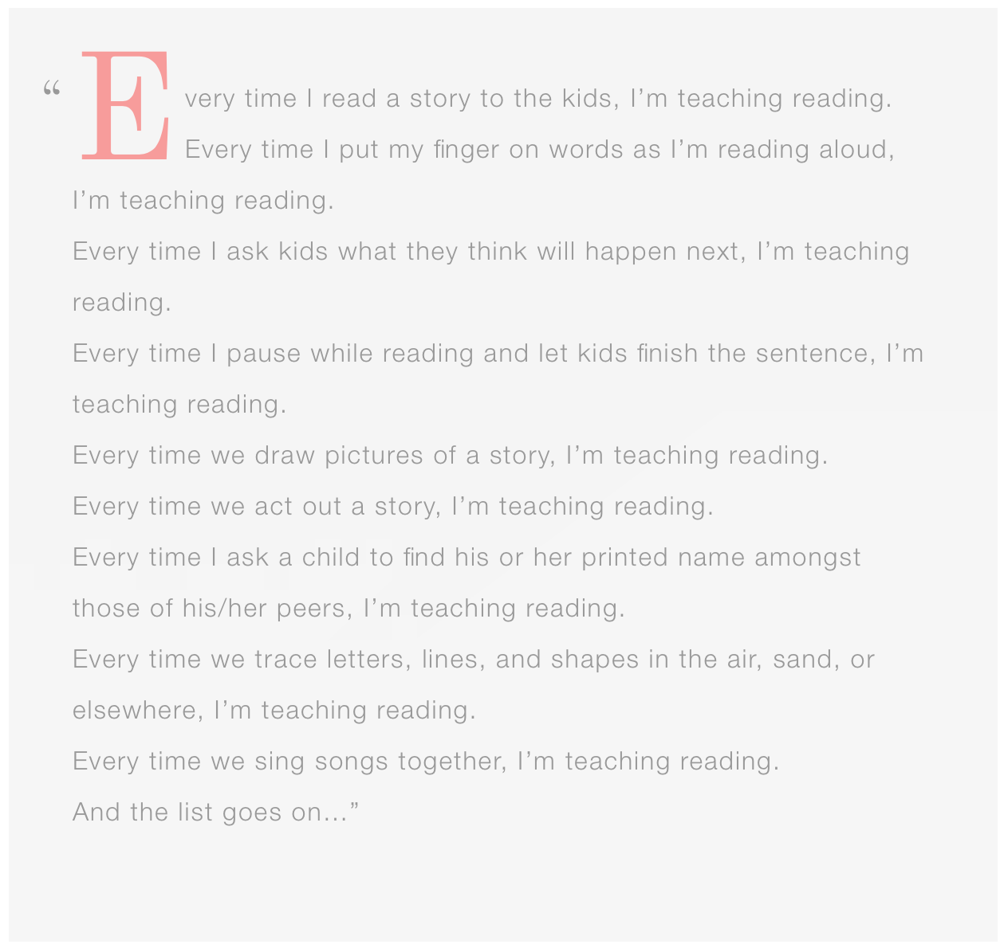 “Every time I read a story to the kids, I’m teaching reading.
Every time I put my finger on words as I’m reading aloud,
I’m teaching reading.
Every time I ask kids what they think will happen next, I’m teaching
reading.
Every time I pause while reading and let kids finish the sentence, I’m
teaching reading.
Every time we draw pictures of a story, I’m teaching reading.
Every time we act out a story, I’m teaching reading.
Every time I ask a child to find his or her printed name amongst
those of his/her peers, I’m teaching reading.
Every time we trace letters, lines, and shapes in the air, sand, or
elsewhere, I’m teaching reading.
Every time we sing songs together, I’m teaching reading.
And the list goes on…”